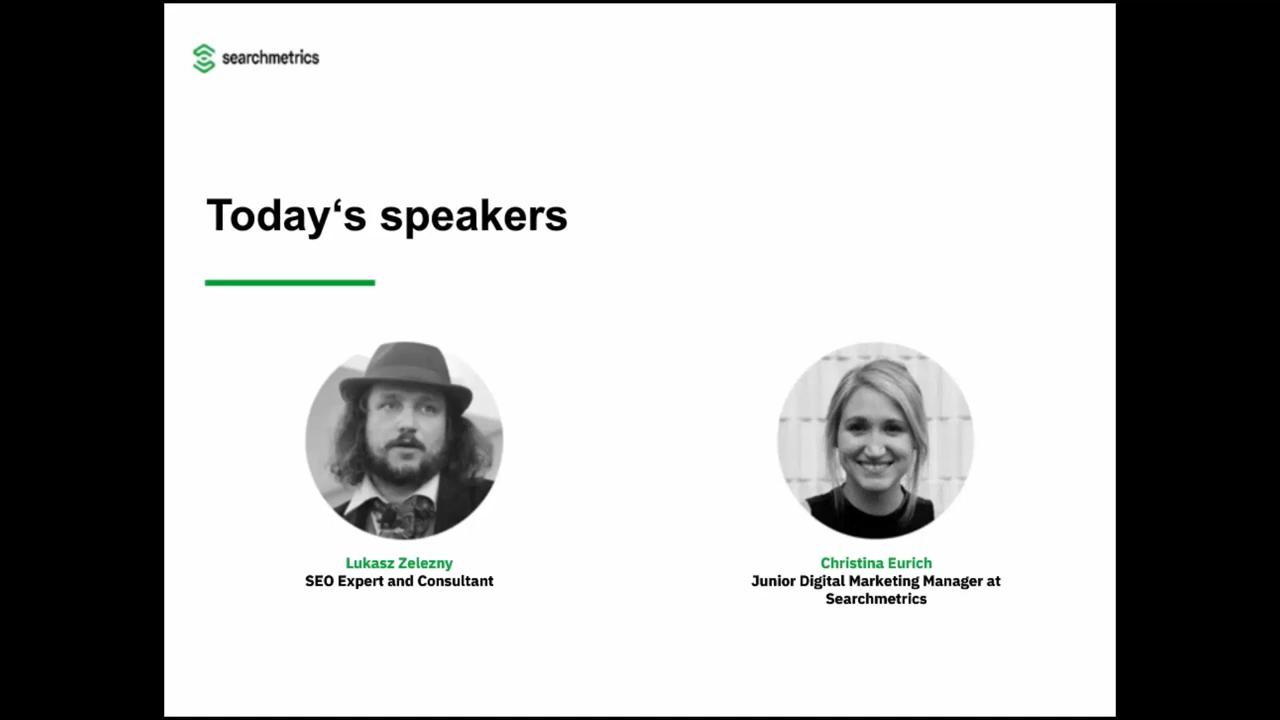 searchmetrics
Today‘s speakers
Lukasz Zelezny
SEO Expert and Consultant
Christina Eurich
Junior Digital Marketing Manager at
Searchmetrics